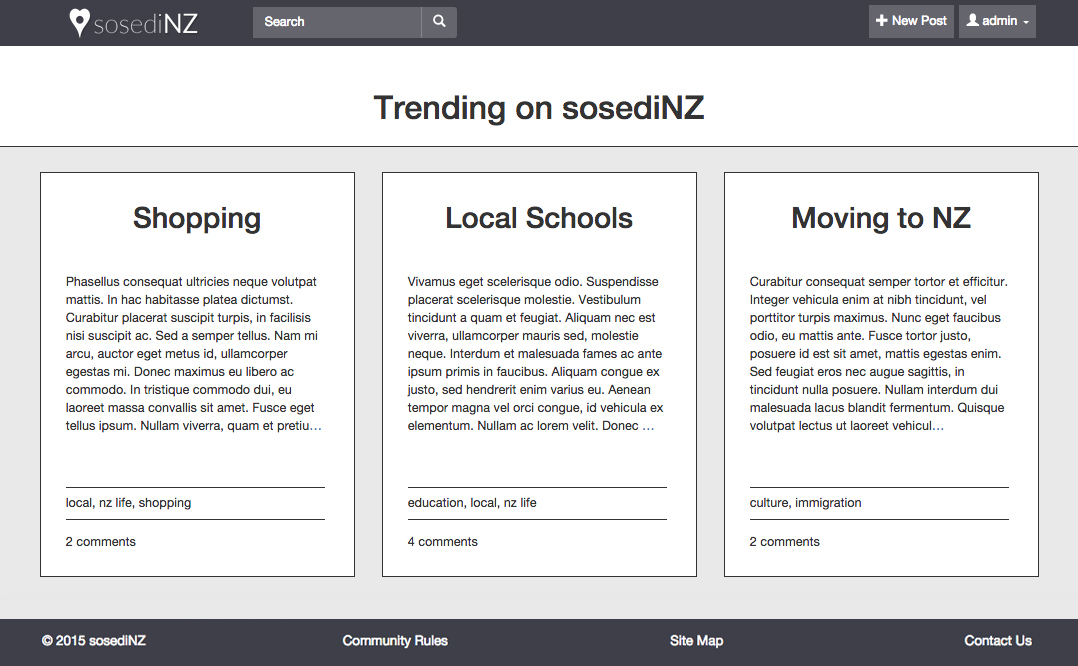 sosediNZ
Search
New Post
admin
Trending on sosediNZ
Shopping
Phasellus consequat ultricies neque volutpat
mattis. In hac habitasse platea dictumst.
Curabitur placerat suscipit turpis, in facilisis
nisi suscipit ac. Sed a semper tellus. Nam mi
arcu, auctor eget metus id, ullamcorper
egestas mi. Donec maximus eu libero ac
commodo. In tristique commodo dui, eu
laoreet massa convallis sit amet. Fusce eget
tellus ipsum. Nullam viverra, quam et pretiu…
local, nz life, shopping
2 comments
Local Schools
Vivamus eget scelerisque odio. Suspendisse
placerat scelerisque molestie. Vestibulum
tincidunt a quam et feugiat. Aliquam nec est
viverra, ullamcorper mauris sed, molestie
neque. Interdum et malesuada fames ac ante
ipsum primis in faucibus. Aliquam congue ex
justo, sed hendrerit enim varius eu. Aenean
tempor magna vel orci congue, id vehicula ex
elementum. Nullam ac lorem velit. Donec …
education, local, nz life
4 comments
Moving to NZ
Curabitur consequat semper tortor et efficitur.
Integer vehicula enim at nibh tincidunt, vel
porttitor turpis maximus. Nunc eget faucibus
odio, eu mattis ante. Fusce tortor justo,
posuere id est sit amet, mattis egestas enim.
Sed feugiat eros nec augue sagittis, in
tincidunt nulla posuere. Nullam interdum dui
malesuada lacus blandit fermentum. Quisque
volutpat lectus ut laoreet vehicul…
culture, immigration
2 comments
© 2015 sosediNZ
Community Rules
Site Map
Contact Us